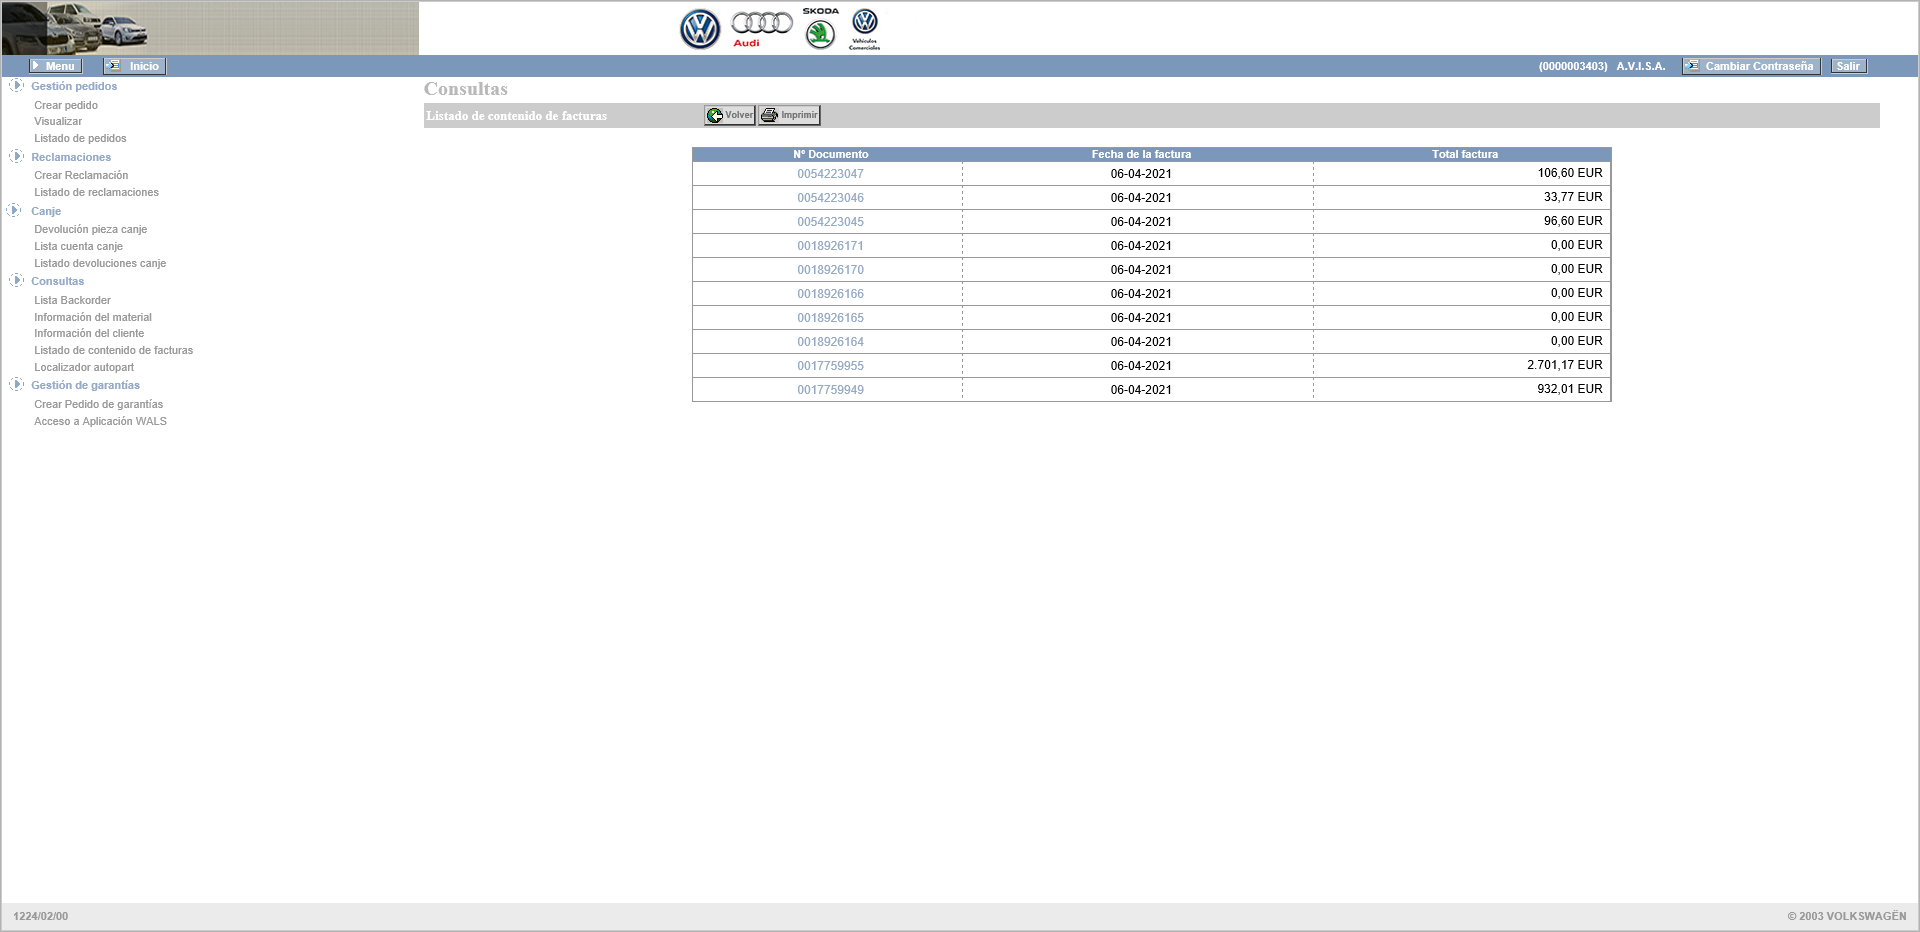 Audi
SKODA
Vehículos
Comerciales
Menu Inicio (0000003403) A.V.I.S.A. Cambiar Contraseña Salir
Gestión pedidos
Crear pedido
Visualizar
Listado de pedidos
Reclamaciones
Crear Reclamación
Listado de reclamaciones
Canje
Devolución pieza canje
Lista cuenta canje
Listado devoluciones canje
Consultas
Lista Backorder
Información del material
Información del cliente
Listado de contenido de facturas
Localizador autopart
Gestión de garantías
Crear Pedido de garantías
Acceso a Aplicación WALS
Consultas
Listado de contenido de facturas Volver Imprimir
Nº Documento Fecha de la factura Total factura
0054223047 06-04-2021 106,60 EUR
0054223046 06-04-2021 33,77 EUR
0054223045 06-04-2021 96,60 EUR
0018926171 06-04-2021 0,00 EUR
0018926170 06-04-2021 0,00 EUR
0018926166 06-04-2021 0,00 EUR
0018926165 06-04-2021 0,00 EUR
0018926164 06-04-2021 0,00 EUR
0017759955 06-04-2021 2.701,17 EUR
0017759949 06-04-2021 932,01 EUR
1224/02/00 © 2003 VOLKSWAGËN